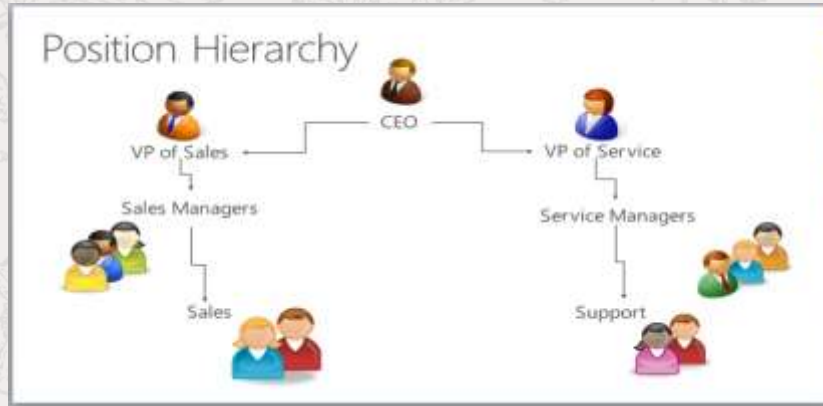 Position Hierarchy
CEO
VP of Sales
VP of Service
Sales Managers
Service Managers
Sales
Support